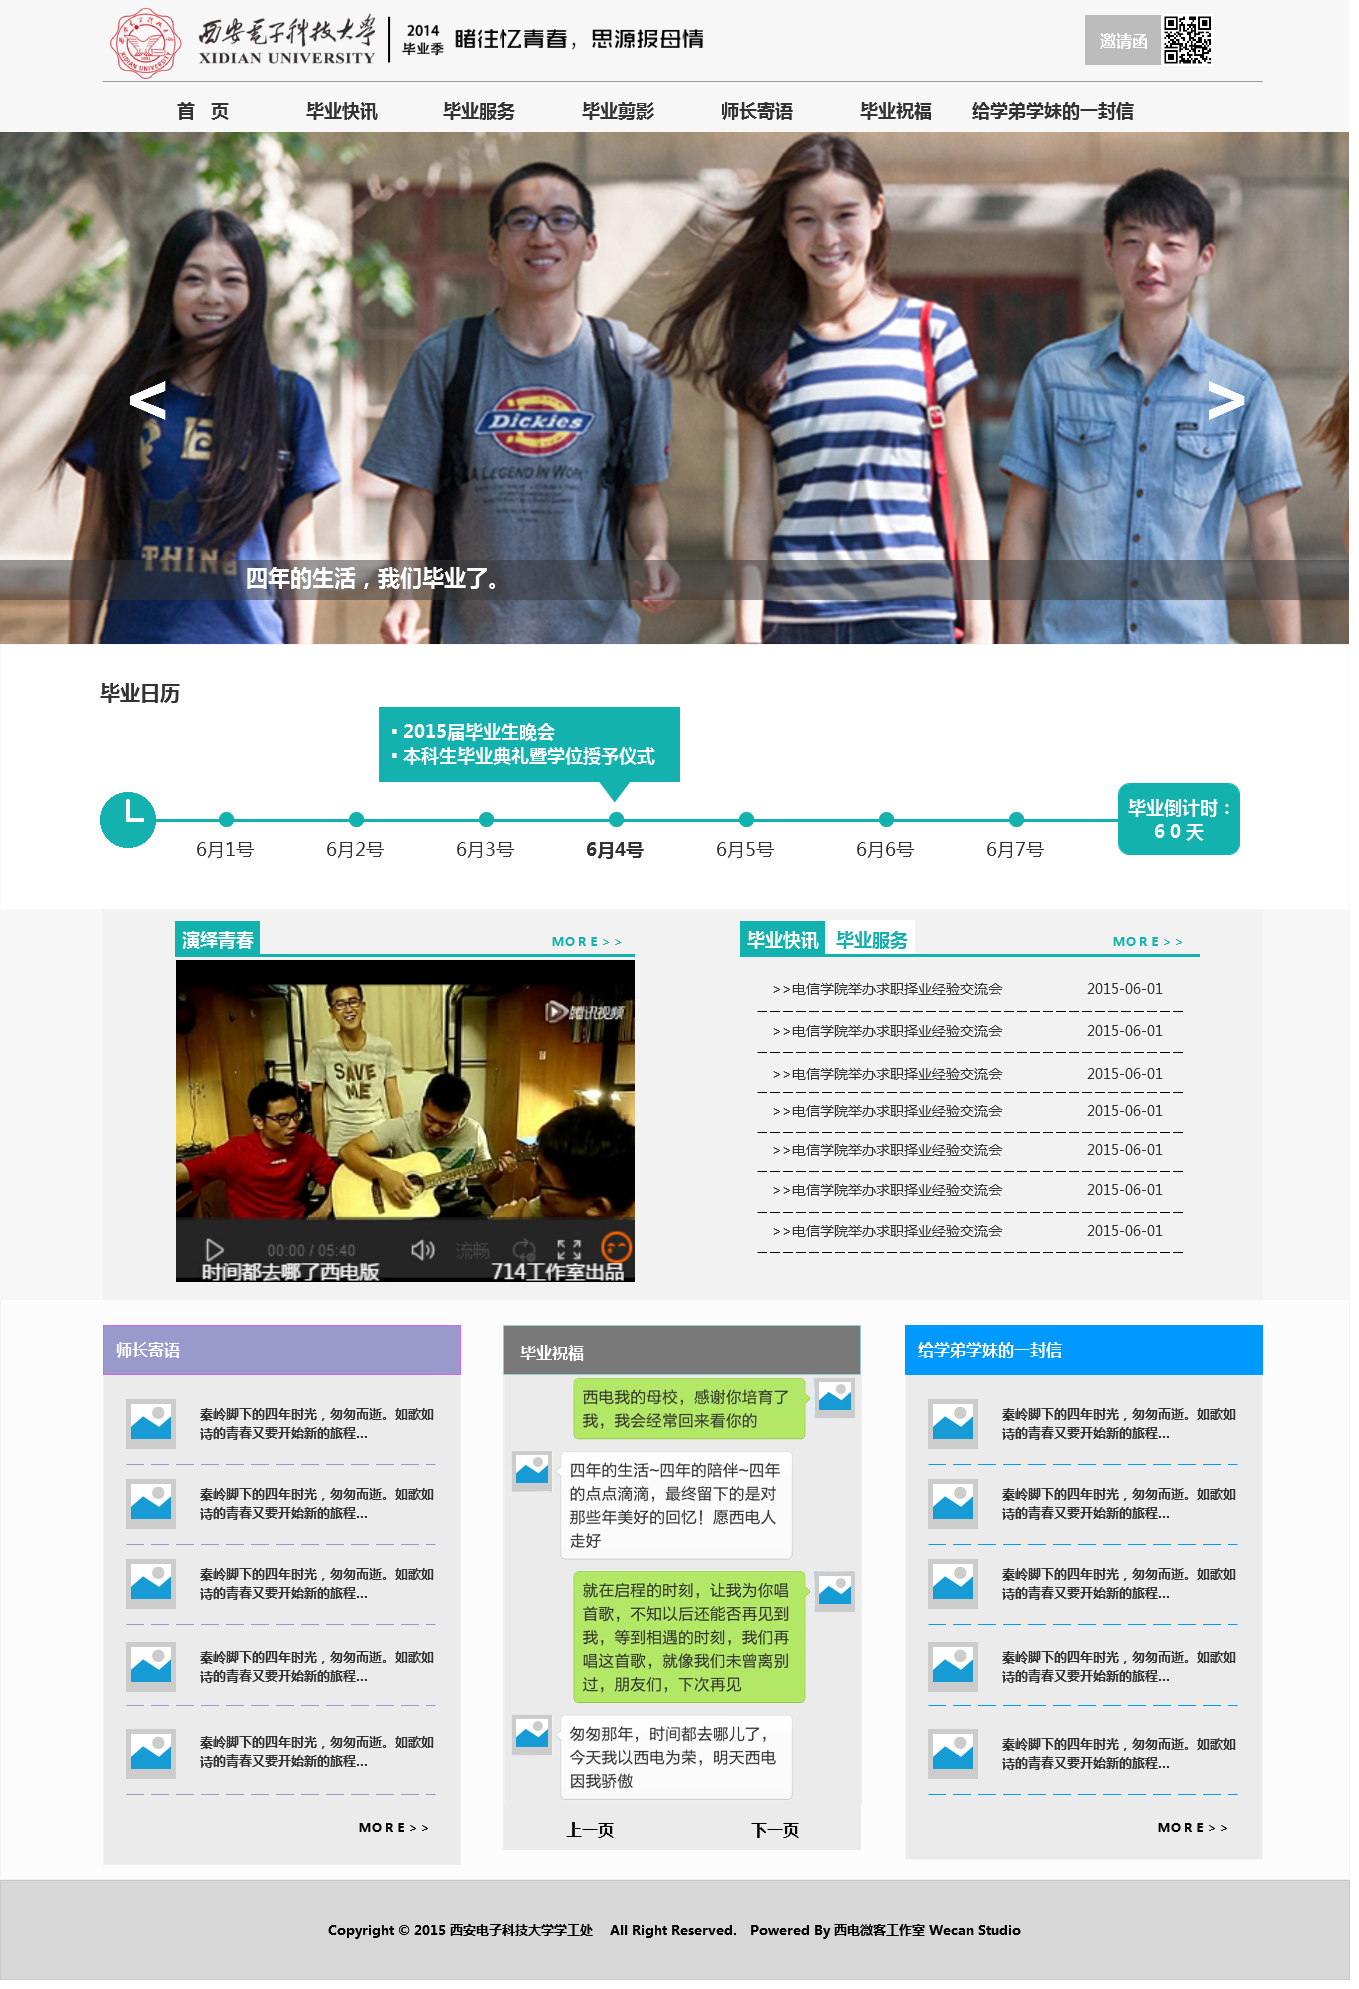 西安电子科技大学
XIDIAN UNIVERSITY
2014
毕业季
睹往忆青春，思源报母情
邀请函
首 页 毕业快讯 毕业服务 毕业剪影 师长寄语 毕业祝福 给学弟学妹的一封信
Dickies
A LEGEND IN WORK
THING
<
>
四年的生活，我们毕业了。
毕业日历
▪ 2015届毕业生晚会
▪ 本科生毕业典礼暨学位授予仪式
毕业倒计时：
6 0 天
6月1号 6月2号 6月3号 6月4号 6月5号 6月6号 6月7号
演绎青春 MORE>>
腾讯视频
SAVE
ME
00:00 / 05:40 流畅
时间都去哪了西电版 714工作室出品
毕业快讯 毕业服务 MORE>>
>>电信学院举办求职择业经验交流会 2015-06-01
>>电信学院举办求职择业经验交流会 2015-06-01
>>电信学院举办求职择业经验交流会 2015-06-01
>>电信学院举办求职择业经验交流会 2015-06-01
>>电信学院举办求职择业经验交流会 2015-06-01
>>电信学院举办求职择业经验交流会 2015-06-01
>>电信学院举办求职择业经验交流会 2015-06-01
师长寄语
秦岭脚下的四年时光，匆匆而逝。如歌如
诗的青春又要开始新的旅程...
秦岭脚下的四年时光，匆匆而逝。如歌如
诗的青春又要开始新的旅程...
秦岭脚下的四年时光，匆匆而逝。如歌如
诗的青春又要开始新的旅程...
秦岭脚下的四年时光，匆匆而逝。如歌如
诗的青春又要开始新的旅程...
秦岭脚下的四年时光，匆匆而逝。如歌如
诗的青春又要开始新的旅程...
MORE>>
毕业祝福
西电我的母校，感谢你培育了
我，我会经常回来看你的
四年的生活~四年的陪伴~四年
的点点滴滴，最终留下的是对
那些年美好的回忆！愿西电人
走好
就在启程的时刻，让我为你唱
首歌，不知以后还能否再见到
我，等到相遇的时刻，我们再
唱这首歌，就像我们未曾离别
过，朋友们，下次再见
匆匆那年，时间都去哪儿了，
今天我以西电为荣，明天西电
因我骄傲
上一页 下一页
给学弟学妹的一封信
秦岭脚下的四年时光，匆匆而逝。如歌如
诗的青春又要开始新的旅程...
秦岭脚下的四年时光，匆匆而逝。如歌如
诗的青春又要开始新的旅程...
秦岭脚下的四年时光，匆匆而逝。如歌如
诗的青春又要开始新的旅程...
秦岭脚下的四年时光，匆匆而逝。如歌如
诗的青春又要开始新的旅程...
秦岭脚下的四年时光，匆匆而逝。如歌如
诗的青春又要开始新的旅程...
MORE>>
Copyright © 2015 西安电子科技大学学工处 All Right Reserved. Powered By 西电微客工作室 Wecan Studio